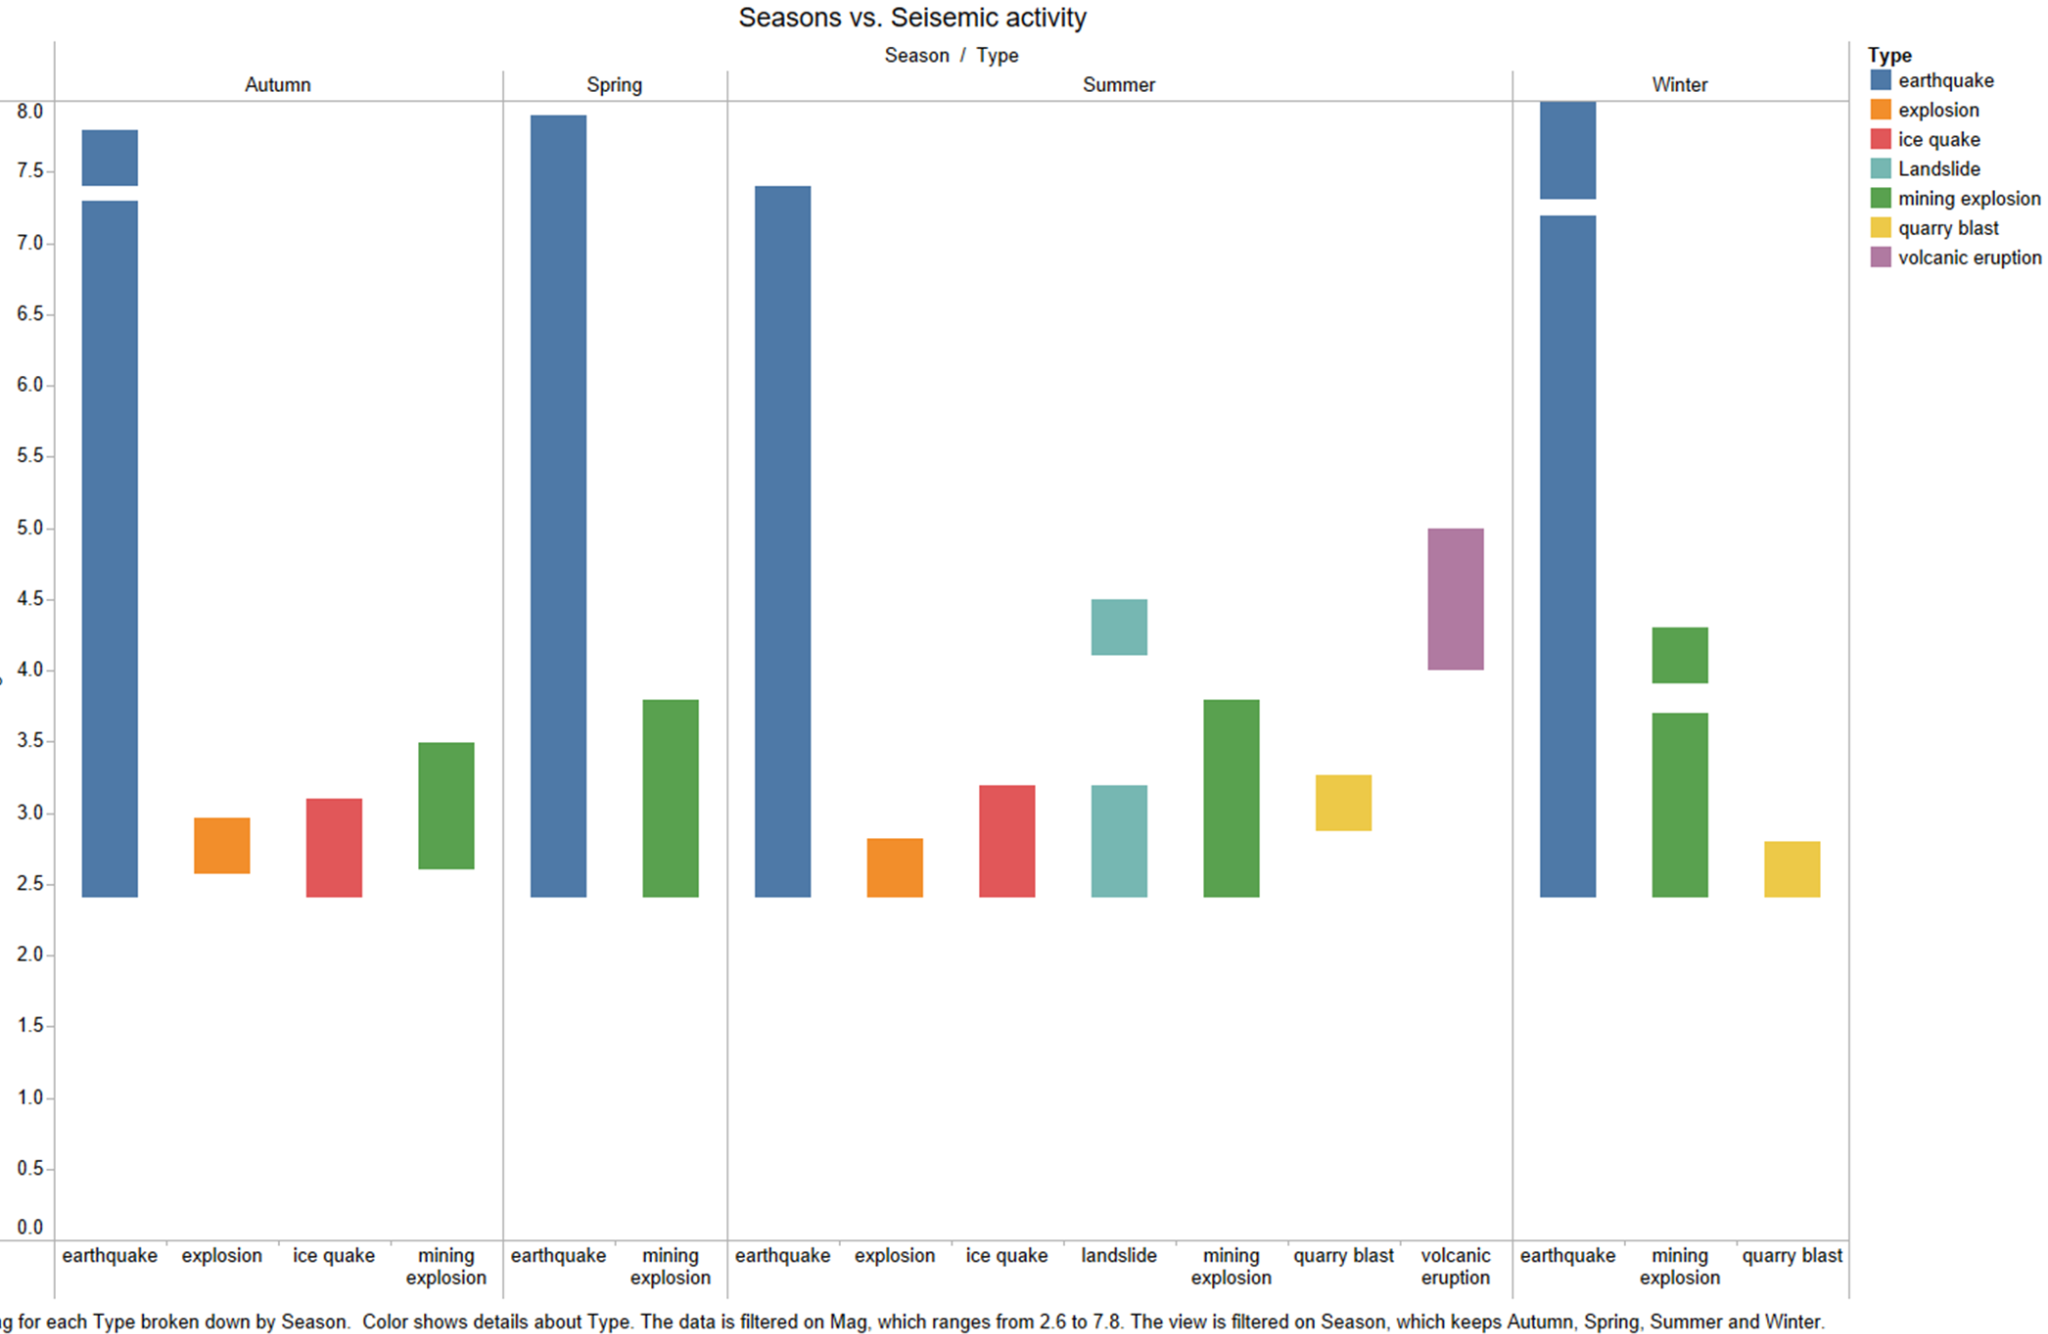 Seasons vs. Seisemic activity
Season / Type
Autumn
Spring
Summer
Winter
Type
earthquake
explosion
ice quake
Landslide
mining explosion
quarry blast
volcanic eruption
8.0
7.5
7.0
6.5
6.0
5.5
5.0
4.5
4.0
3.5
3.0
2.5
2.0
1.5
1.0
0.5
0.0
earthquake
explosion
ice quake
mining
explosion
earthquake
mining
explosion
earthquake
explosion
ice quake
landslide
mining
explosion
quarry blast
volcanic
eruption
earthquake
mining
explosion
quarry blast
for each Type broken down by Season. Color shows details about Type. The data is filtered on Mag, which ranges from 2.6 to 7.8. The view is filtered on Season, which keeps Autumn, Spring, Summer and Winter.